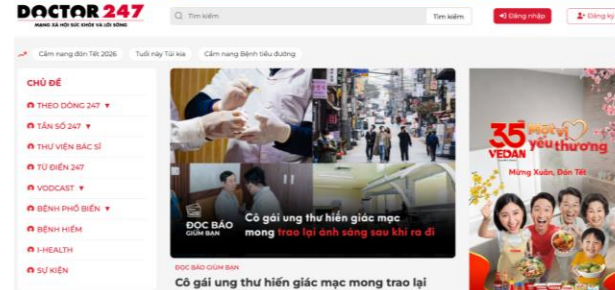 DOCTOR 247
MẠNG XÃ HỘI SỨC KHỎE VÀ LỐI SỐNG
Tìm kiếm
Tìm kiếm
Đăng nhập
Đăng ký
Cẩm nang đón Tết 2026
Tuổi này Túi kia
Cẩm nang Bệnh tiểu đường
CHỦ ĐỀ
THEO DÒNG 247
TẦN SỐ 247
THƯ VIỆN BÁC SĨ
TỪ ĐIỂN 247
VODCAST
BỆNH PHỔ BIẾN
BỆNH HIẾM
I-HEALTH
SỰ KIỆN
ĐỌC BÁO
GIÙM BẠN
Cô gái ung thư hiến giác mạc
mong trao lại ánh sáng sau khi ra đi
ĐỌC BÁO GIÙM BẠN
Cô gái ung thư hiến giác mạc mong trao lại
35
VEDAN
Một vị
yêu thương
Mừng Xuân, Đón Tết